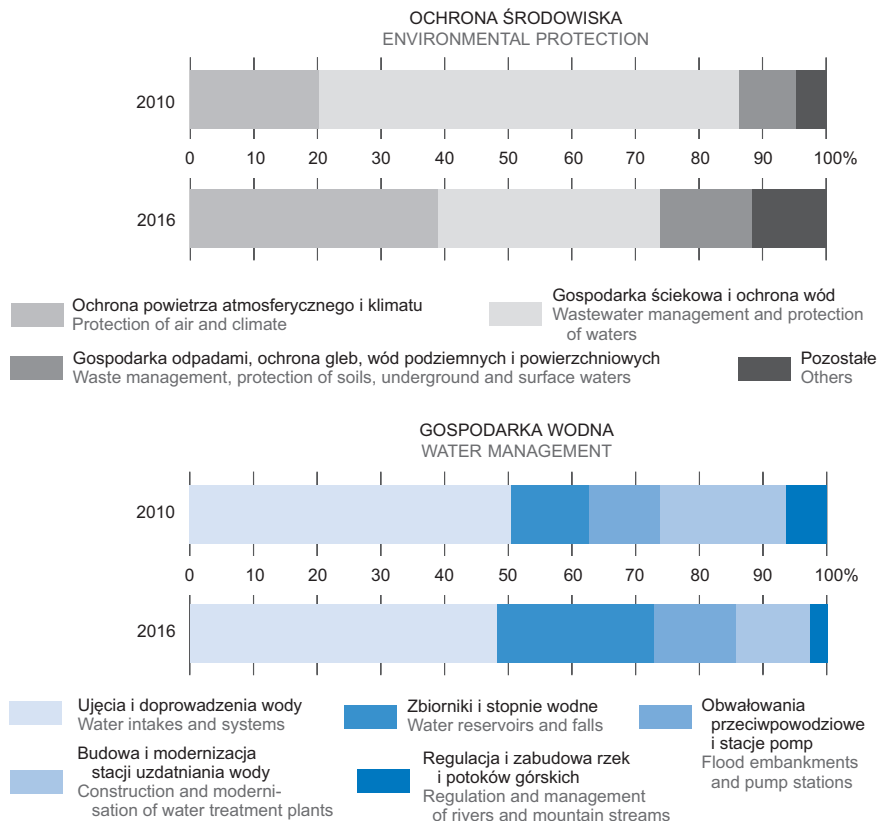 OCHRONA ŚRODOWISKA
ENVIRONMENTAL PROTECTION
2010
0 10 20 30 40 50 60 70 80 90 100%
2016
Ochrona powietrza atmosferycznego i klimatu
Protection of air and climate
Gospodarka ściekowa i ochrona wód
Wastewater management and protection
of waters
Gospodarka odpadami, ochrona gleb, wód podziemnych i powierzchniowych
Waste management, protection of soils, underground and surface waters
Pozostałe
Others
GOSPODARKA WODNA
WATER MANAGEMENT
2010
0 10 20 30 40 50 60 70 80 90 100%
2016
Ujęcia i doprowadzenia wody
Water intakes and systems
Zbiorniki i stopnie wodne
Water reservoirs and falls
Obwałowania
przeciwpowodziowe
i stacje pomp
Flood embankments
and pump stations
Budowa i modernizacja
stacji uzdatniania wody
Construction and moderni-
sation of water treatment plants
Regulacja i zabudowa rzek
i potoków górskich
Regulation and management
of rivers and mountain streams